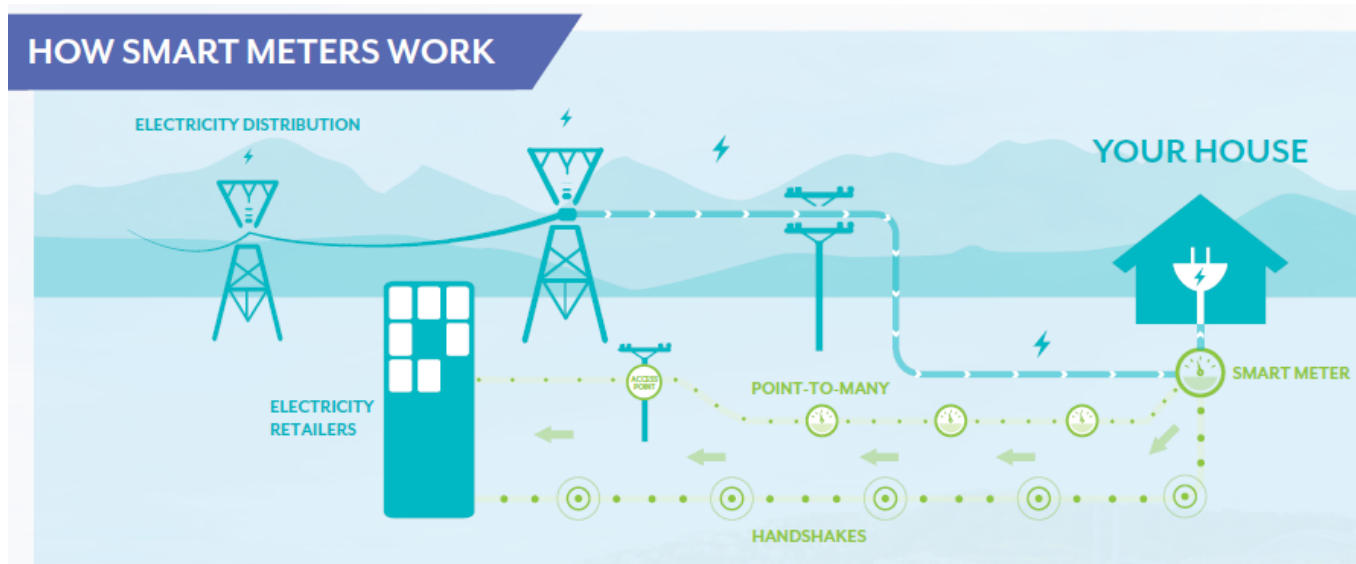 HOW SMART METERS WORK
ELECTRICITY DISTRIBUTION
YOUR HOUSE
SMART METER
ACCESS
POINT
POINT-TO-MANY
ELECTRICITY
RETAILERS
HANDSHAKES